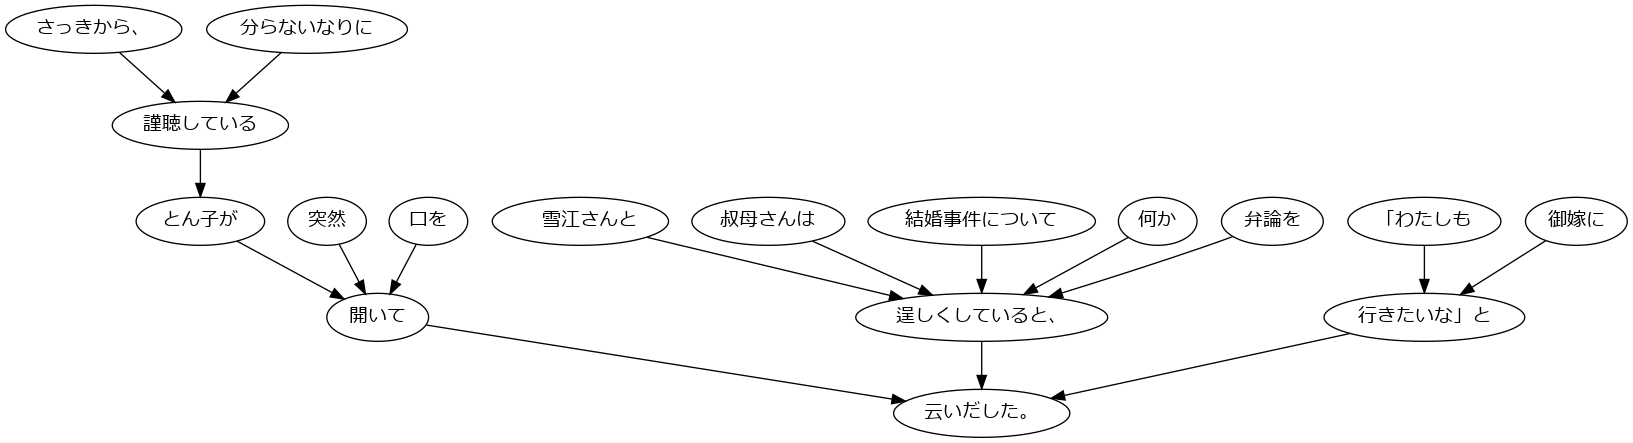 さっきから、
分らないなりに
謹聴している
とん子が
突然
口を
雪江さんと
叔母さんは
結婚事件について
何か
弁論を
「わたしも
御嫁に
開いて
逞しくしていると、
行きたいな」と
云いだした。